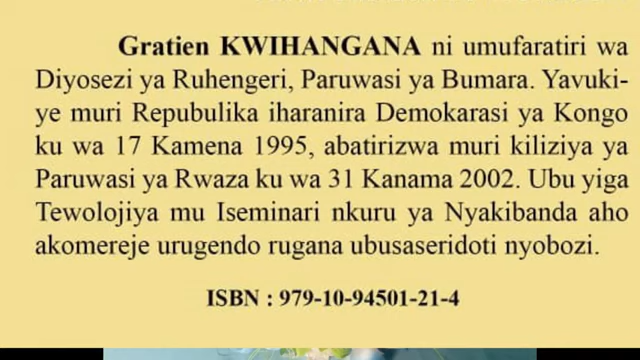 Gratien KWIHANGANA ni umufaratiri wa
Diyosezi ya Ruhengeri, Paruwasi ya Bumara. Yavuki-
ye muri Repubulika iharanira Demokarasi ya Kongo
ku wa 17 Kamena 1995, abatirizwa muri kiliziya ya
Paruwasi ya Rwaza ku wa 31 Kanama 2002. Ubu yiga
Tewolojiya mu Iseminari nkuru ya Nyakibanda aho
akomereje urugendo rugana ubusaseridoti nyobozi.
ISBN : 979-10-94501-21-4